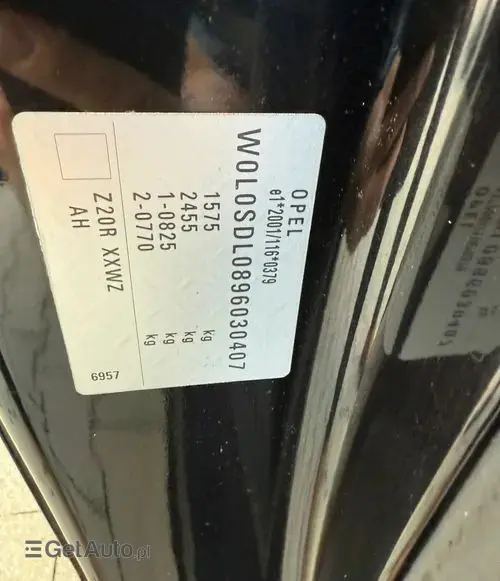 OPEL
e1*2001/116*0379
W0L0SDL0896030407
1575 kg
2455 kg
1-0825 kg
2-0770 kg
Z20R XXWZ
AH
6957
GetAuto.pl